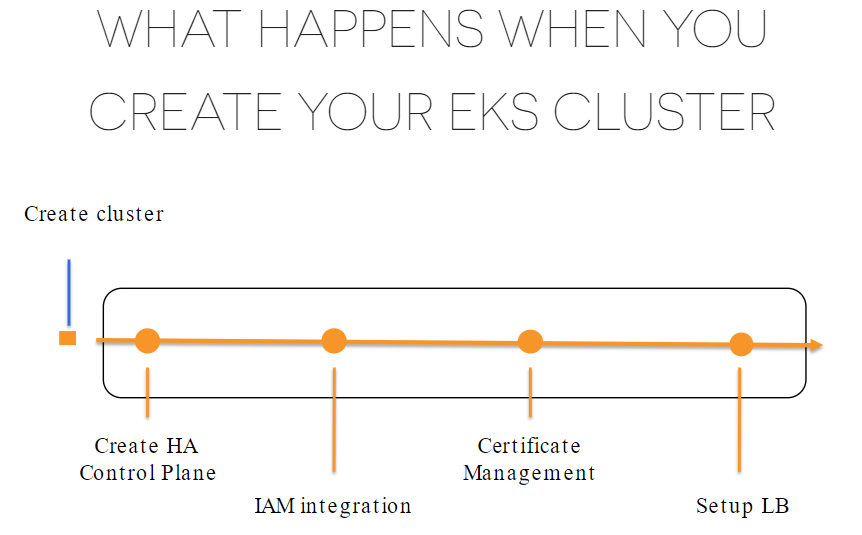 WHAT HAPPENS WHEN YOU
CREATE YOUR EKS CLUSTER
Create cluster
Create HA
Control Plane
IAM integration
Certificate
Management
Setup LB